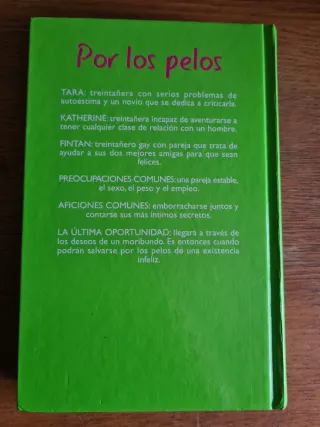 Por los pelos
TARA: treintañera con serios problemas de
autoestima y un novio que se dedica a criticarla.
KATHERINE: treintañera incapaz de aventurarse a
tener cualquier clase de relación con un hombre.
FINTAN: treintañero gay con pareja que trata de
ayudar a sus dos mejores amigas para que sean
felices.
PREOCUPACIONES COMUNES: una pareja estable,
el sexo, el peso y el empleo.
AFICIONES COMUNES: emborracharse juntos y
contarse sus más íntimos secretos.
LA ÚLTIMA OPORTUNIDAD: llegará a través de
los deseos de un moribundo. Es entonces cuando
podrán salvarse por los pelos de una existencia
infeliz.